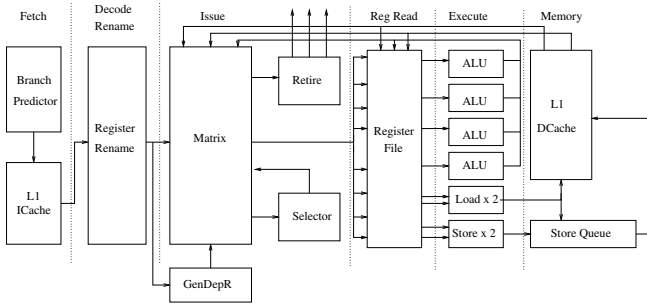 Fetch
Decode
Rename
Issue
Reg Read
Execute
Memory
Branch
Predictor
L1
ICache
Register
Rename
Matrix
Retire
Selector
GenDepR
Register
File
ALU
ALU
ALU
ALU
Load x 2
Store x 2
L1
DCache
Store Queue